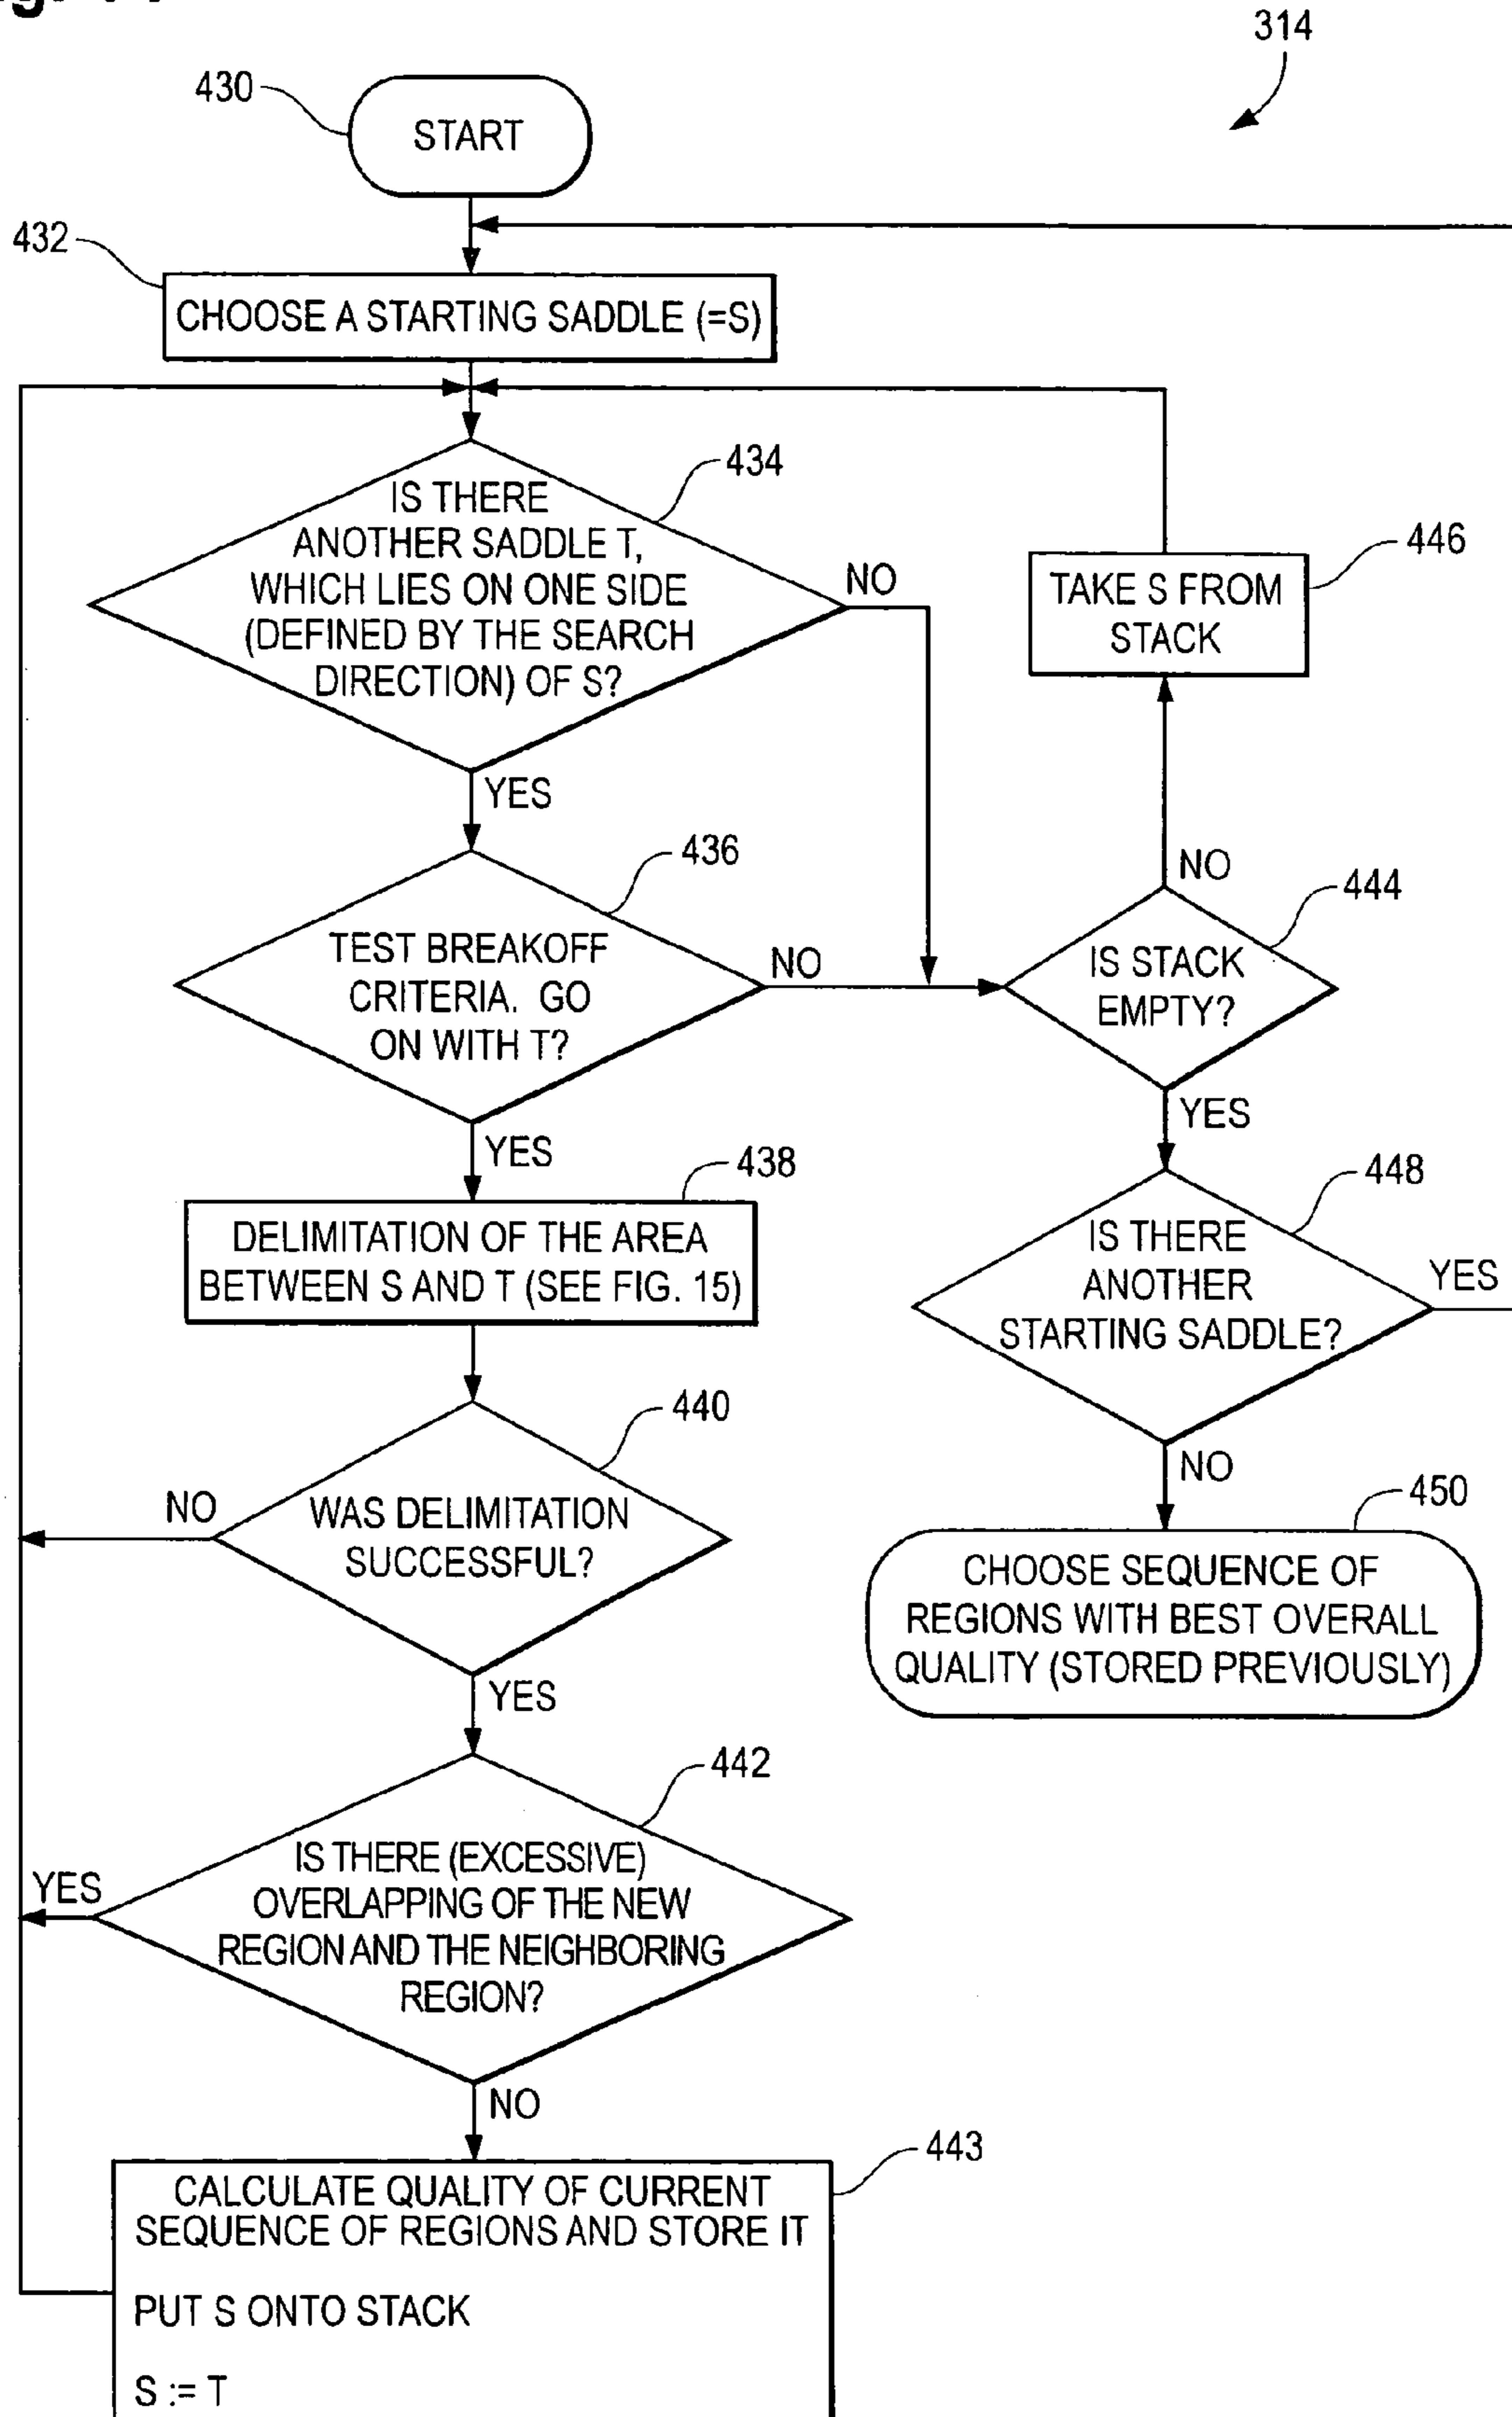 314
430
START
432
CHOOSE A STARTING SADDLE (=S)
434
IS THERE
ANOTHER SADDLE T,
WHICH LIES ON ONE SIDE
(DEFINED BY THE SEARCH
DIRECTION) OF S?
NO
YES
446
TAKE S FROM
STACK
NO
436
TEST BREAKOFF
CRITERIA. GO
ON WITH T?
NO
YES
444
IS STACK
EMPTY?
YES
438
DELIMITATION OF THE AREA
BETWEEN S AND T (SEE FIG. 15)
448
IS THERE
ANOTHER
STARTING SADDLE?
YES
NO
440
WAS DELIMITATION
SUCCESSFUL?
NO
YES
450
CHOOSE SEQUENCE OF
REGIONS WITH BEST OVERALL
QUALITY (STORED PREVIOUSLY)
442
IS THERE (EXCESSIVE)
OVERLAPPING OF THE NEW
REGION AND THE NEIGHBORING
REGION?
YES
NO
443
CALCULATE QUALITY OF CURRENT
SEQUENCE OF REGIONS AND STORE IT
PUT S ONTO STACK
S := T